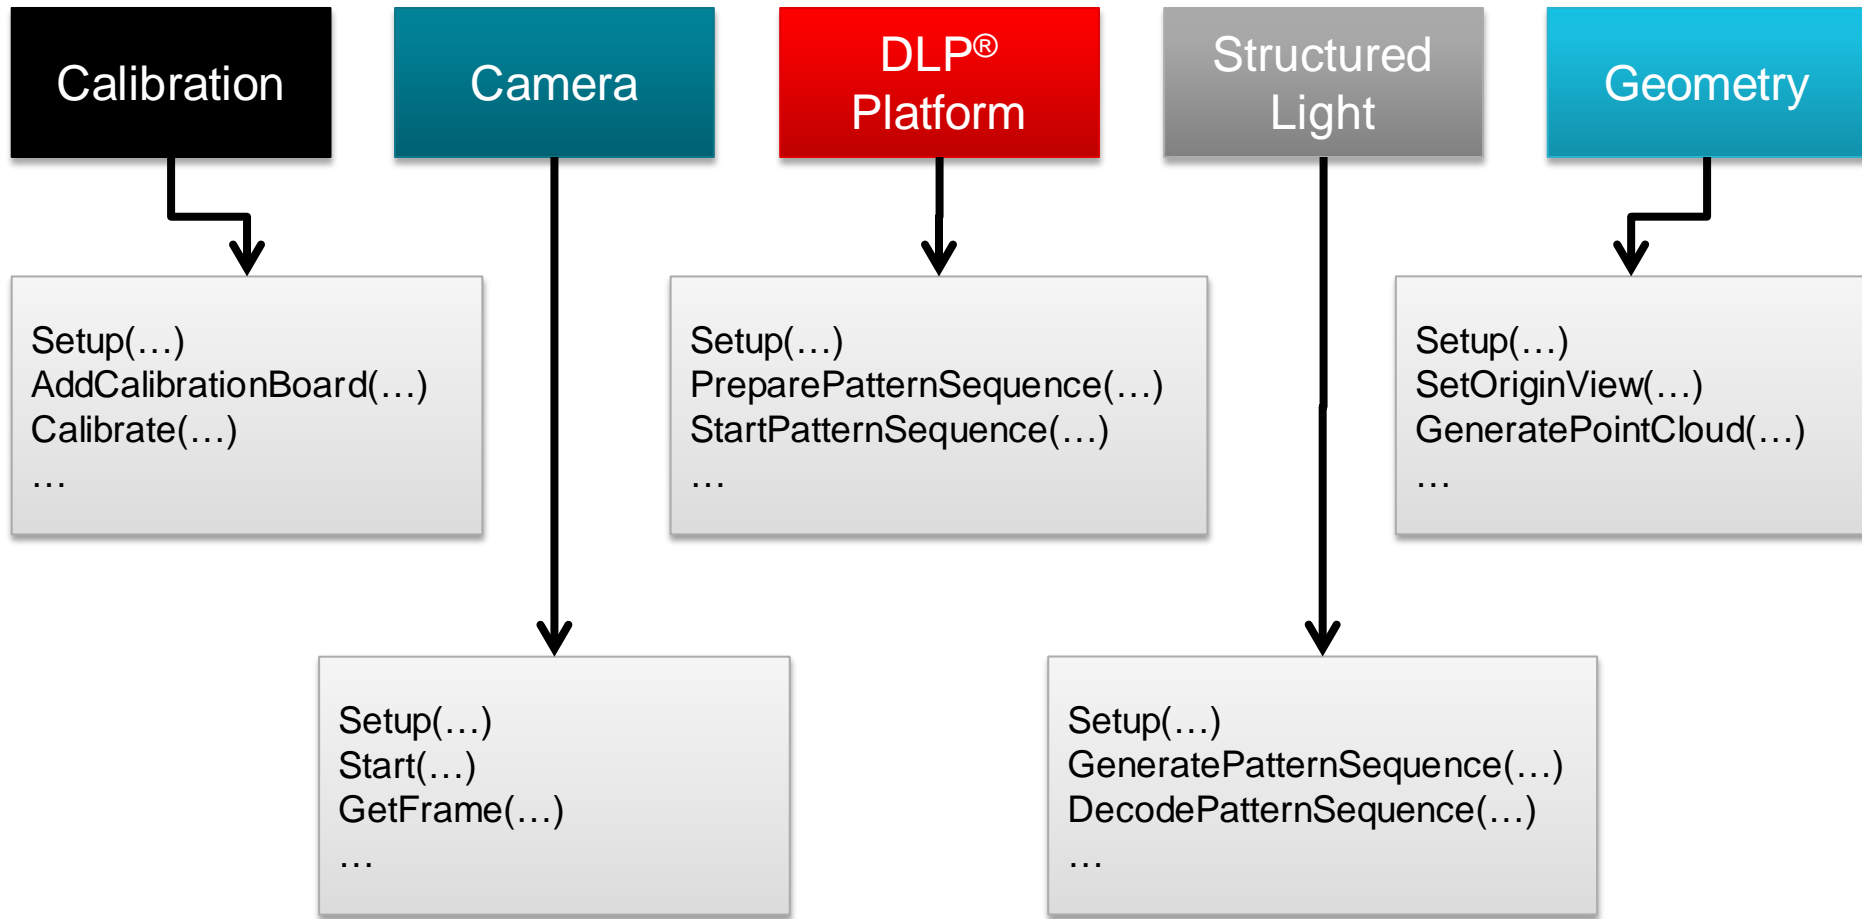 Calibration
Camera
DLP®
Platform
Structured
Light
Geometry
Setup(…)
AddCalibrationBoard(…)
Calibrate(…)
…
Setup(…)
PreparePatternSequence(…)
StartPatternSequence(…)
…
Setup(…)
SetOriginView(…)
GeneratePointCloud(…)
…
Setup(…)
Start(…)
GetFrame(…)
…
Setup(…)
GeneratePatternSequence(…)
DecodePatternSequence(…)
…